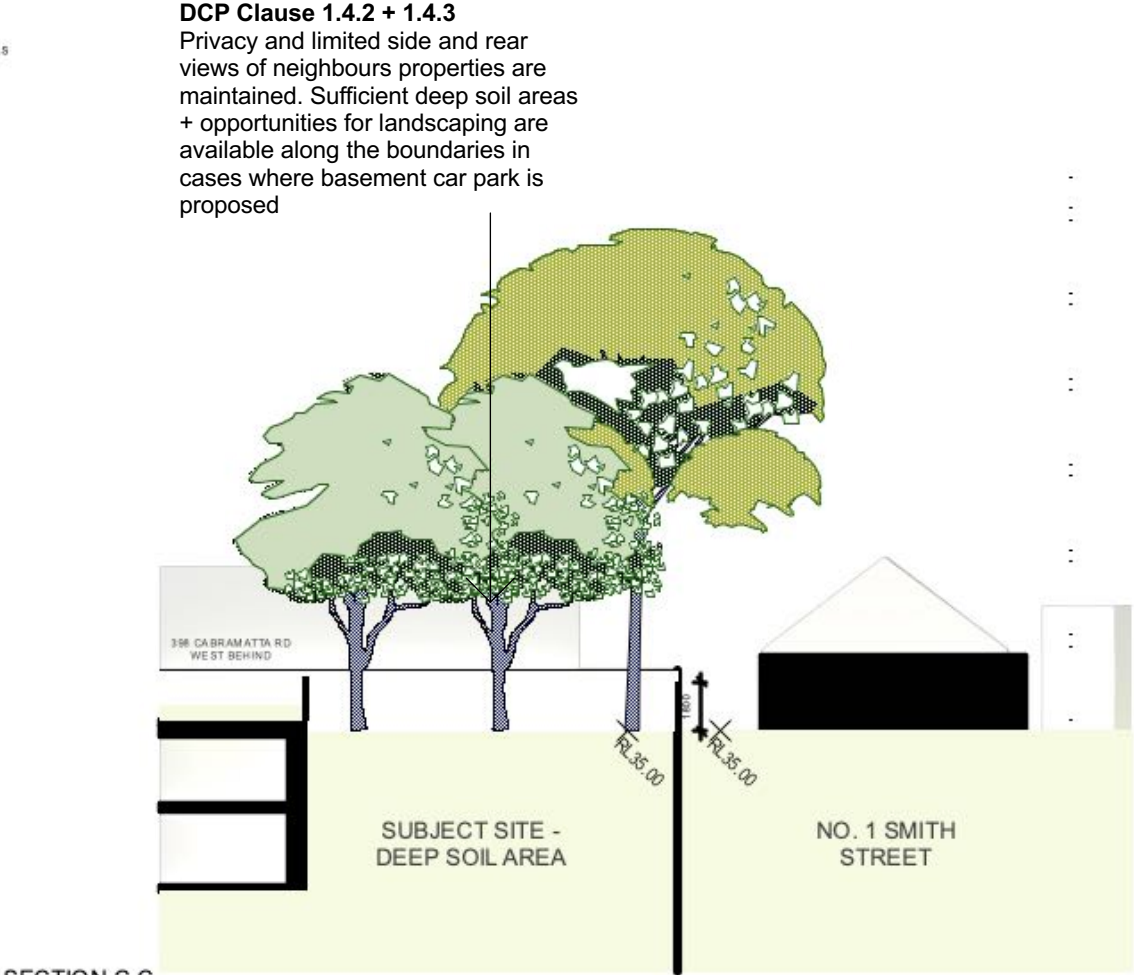 DCP Clause 1.4.2 + 1.4.3
Privacy and limited side and rear
views of neighbours properties are
maintained. Sufficient deep soil areas
+ opportunities for landscaping are
available along the boundaries in
cases where basement car park is
proposed
398 CABRAMATTA RD
WEST BEHIND
1800
RL35.00
RL35.00
SUBJECT SITE -
DEEP SOIL AREA
NO. 1 SMITH
STREET